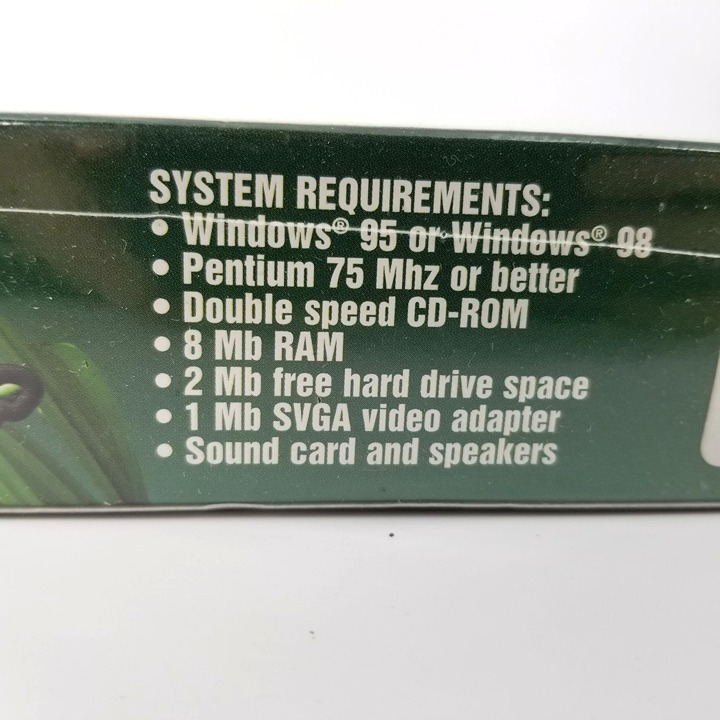 SYSTEM REQUIREMENTS:
• Windows® 95 or Windows® 98
• Pentium 75 Mhz or better
• Double speed CD-ROM
• 8 Mb RAM
• 2 Mb free hard drive space
• 1 Mb SVGA video adapter
• Sound card and speakers